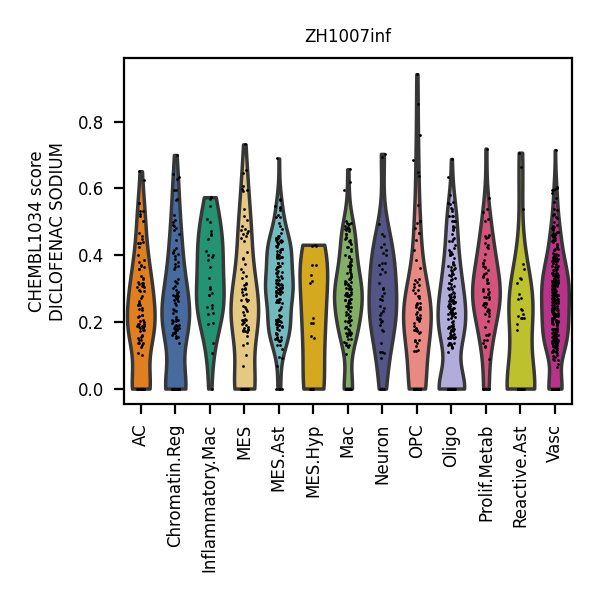 ZH1007inf
CHEMBL1034 score
DICLOFENAC SODIUM
0.8
0.6
0.4
0.2
0.0
AC
Chromatin.Reg
Inflammatory.Mac
MES
MES.Ast
MES.Hyp
Mac
Neuron
OPC
Oligo
Prolif.Metab
Reactive.Ast
Vasc